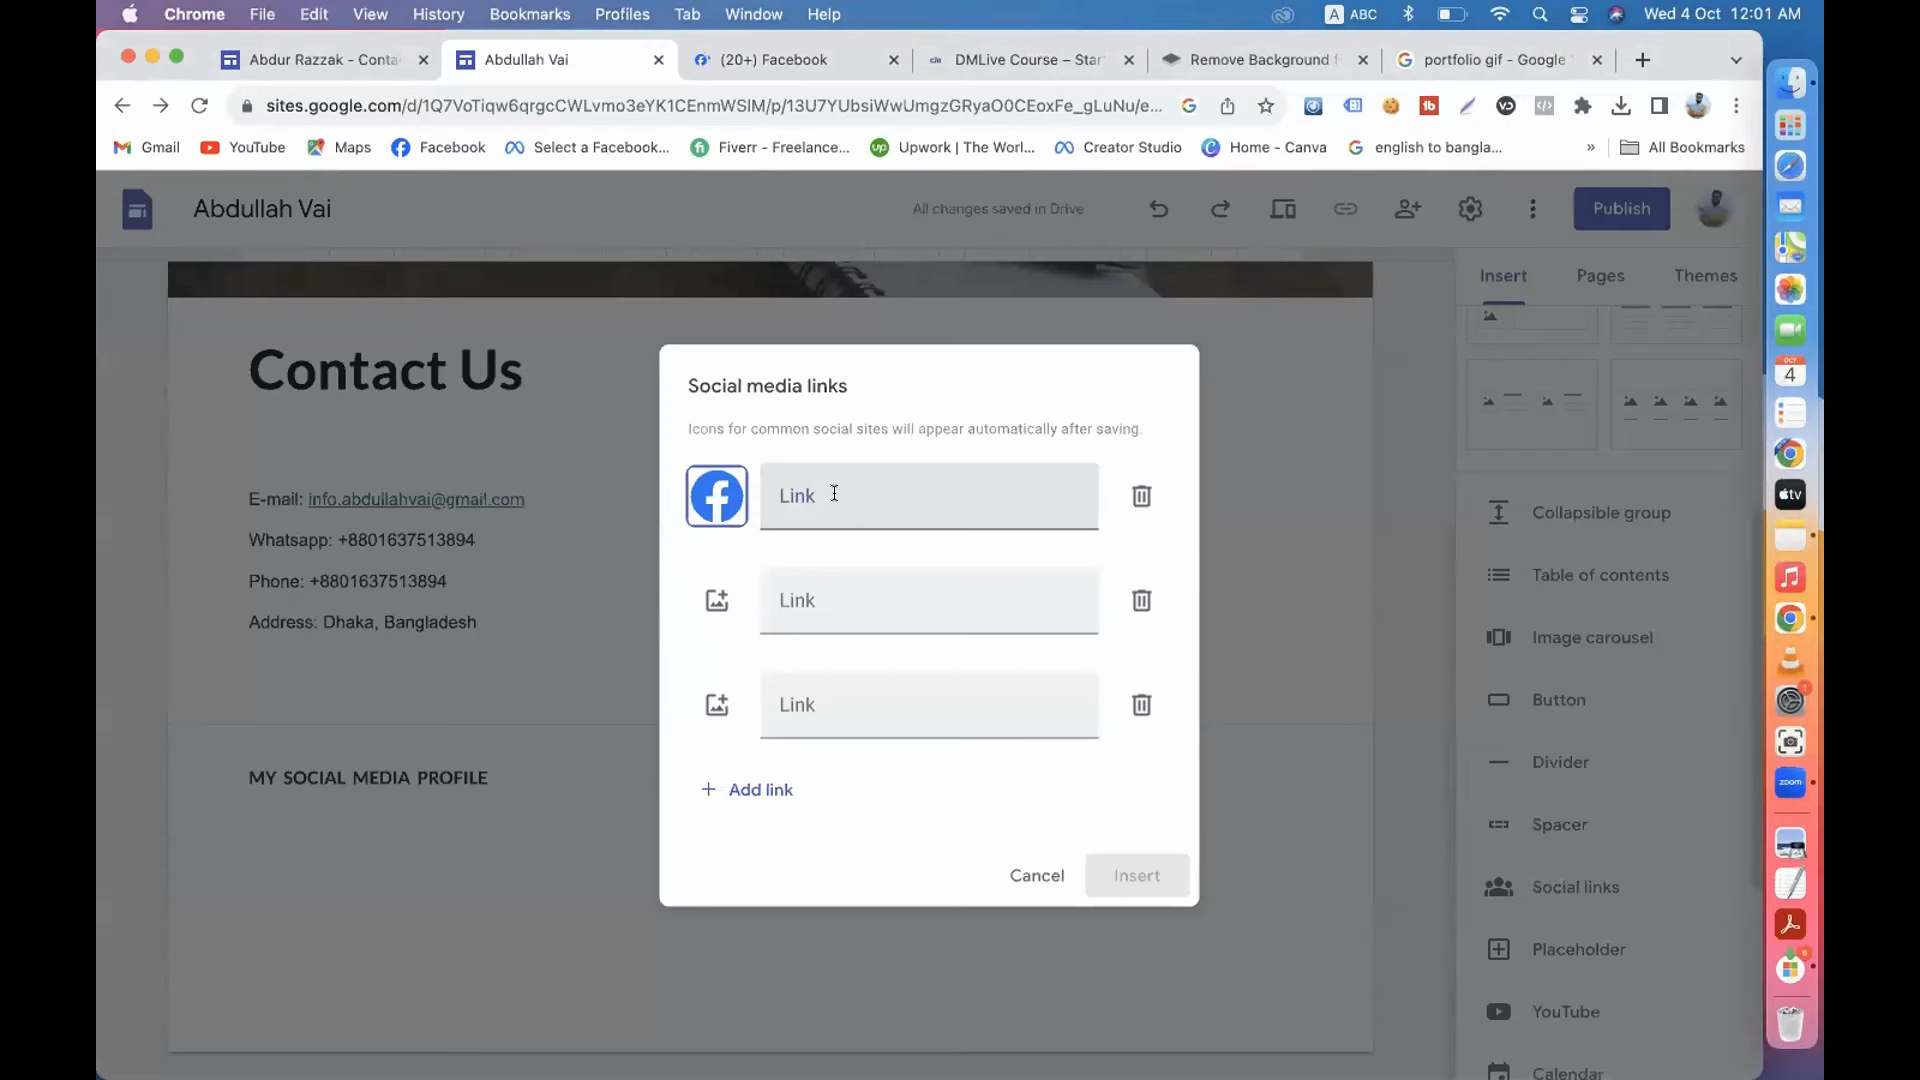 Chrome File Edit View History Bookmarks Profiles Tab Window Help A ABC Wed 4 Oct 12:01 AM
Abdur Razzak - Conta Abdullah Vai (20+) Facebook DMLive Course – Star Remove Background f portfolio gif - Google
sites.google.com/d/1Q7VoTiqw6qrgcCWLvmo3eYK1CEnmWSlM/p/13U7YUbsiWwUmgzGRyaO0CEoxFe_gLuNu/e...
Gmail YouTube Maps Facebook Select a Facebook... Fiverr - Freelance... Upwork | The Worl... Creator Studio Home - Canva english to bangla... » All Bookmarks
Abdullah Vai All changes saved in Drive Publish
Insert Pages Themes
Contact Us
E-mail: info.abdullahvai@gmail.com
Whatsapp: +8801637513894
Phone: +8801637513894
Address: Dhaka, Bangladesh
MY SOCIAL MEDIA PROFILE
Social media links
Icons for common social sites will appear automatically after saving.
Link
Link
Link
+ Add link
Cancel Insert
Collapsible group
Table of contents
Image carousel
Button
Divider
Spacer
Social links
Placeholder
YouTube
Calendar
OCT
4
tv
zoom